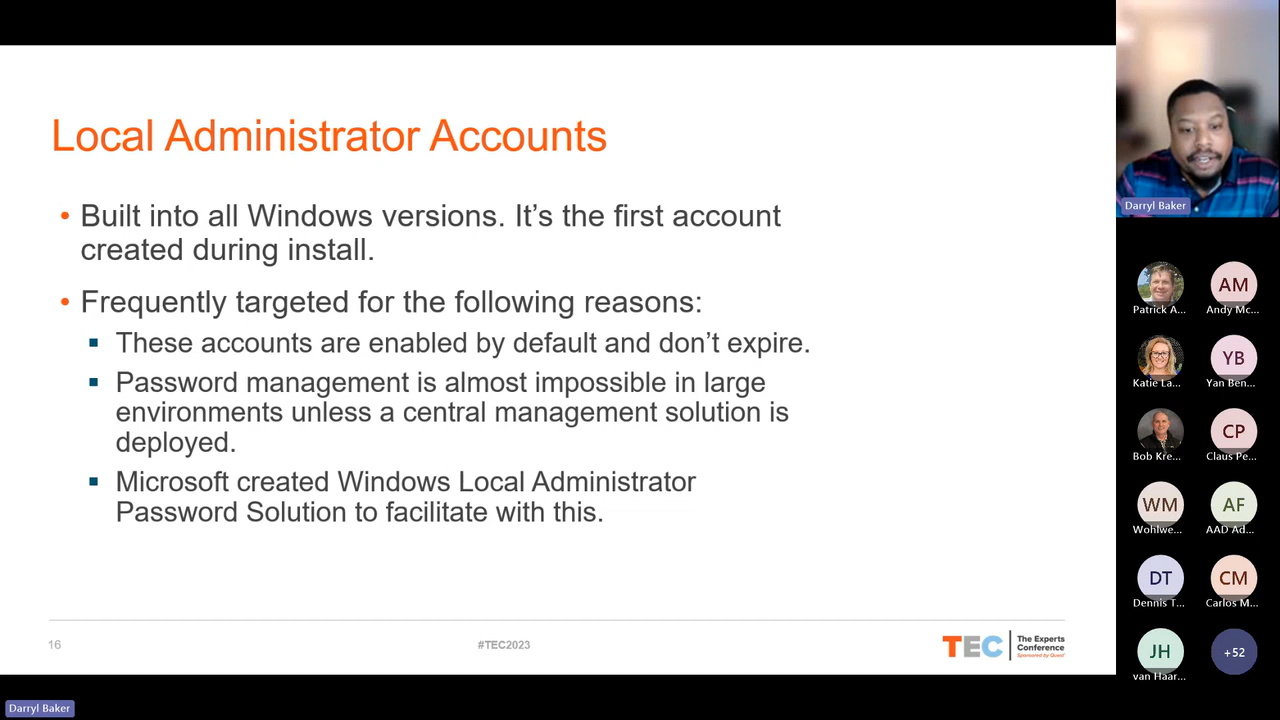 Local Administrator Accounts
• Built into all Windows versions. It’s the first account
created during install.
• Frequently targeted for the following reasons:
▪ These accounts are enabled by default and don’t expire.
▪ Password management is almost impossible in large
environments unless a central management solution is
deployed.
▪ Microsoft created Windows Local Administrator
Password Solution to facilitate with this.
16
#TEC2023
TEC
The Experts
Conference
Sponsored by Quest
Darryl Baker
Patrick A...
AM
Andy Mc...
Katie La...
YB
Yan Ben...
Bob Kre...
CP
Claus Pe...
WM
Wohlwe...
AF
AAD Ad...
DT
Dennis T...
CM
Carlos M...
JH
van Haar...
+52
Darryl Baker